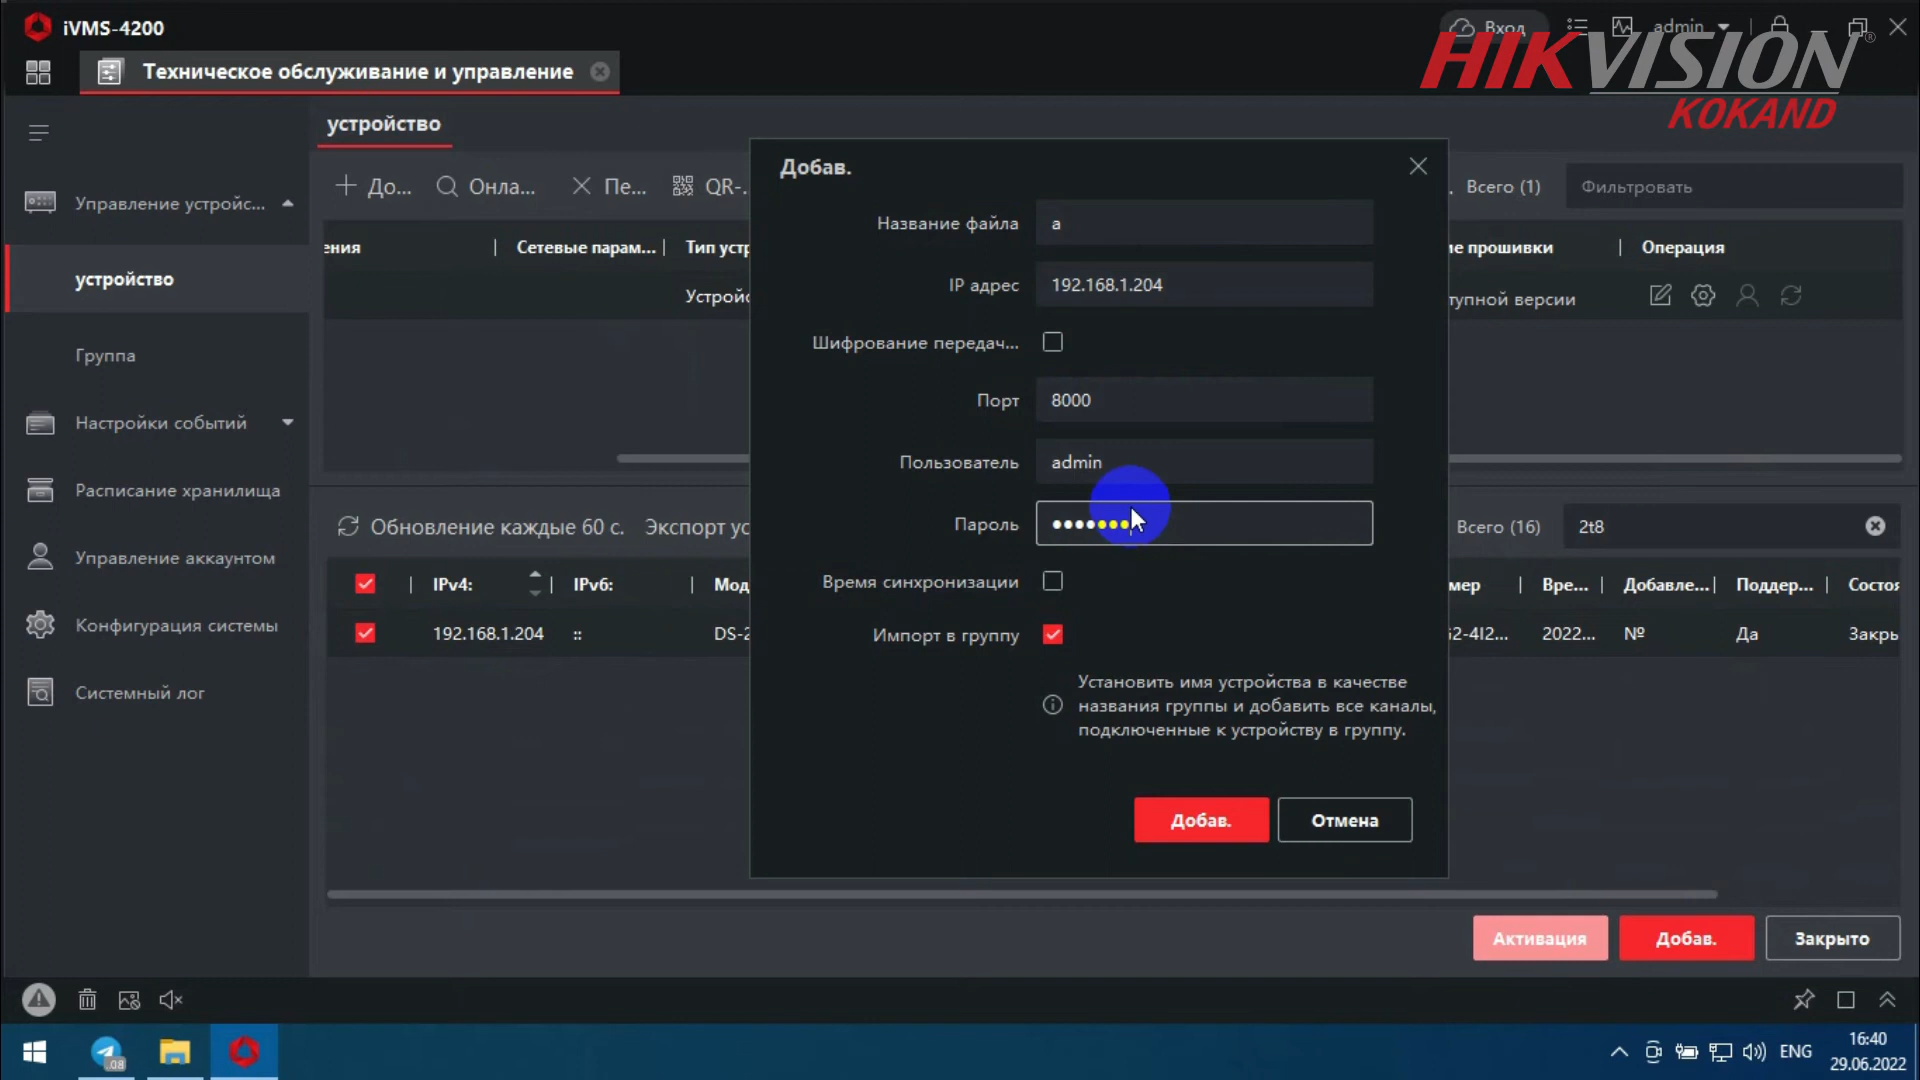 iVMS-4200
Вход
admin
Техническое обслуживание и управление
HIKVISION®
KOKAND
устройство
Добав.
До...
Онла...
Пе...
QR-.
Всего (1)
Фильтровать
Управление устройс...
Название файла
a
ения | Сетевые парам... | Тип устр
ие прошивки | Операция
устройство
IP адрес
192.168.1.204
Устройс
тупной версии
Шифрование передач...
Группа
Порт
8000
Настройки событий
Пользователь
admin
Расписание хранилища
Обновление каждые 60 с.
Экспорт ус
Пароль
•••••••
Всего (16)
2t8
Управление аккаунтом
| IPv4: | IPv6: | Мод
Время синхронизации
мер | Вре... | Добавле... | Поддер... | Состоя
Конфигурация системы
192.168.1.204 :: DS-2
Импорт в группу
G2-4I2... 2022... № Да Закры
Системный лог
Установить имя устройства в качестве
названия группы и добавить все каналы,
подключенные к устройству в группу.
Добав.
Отмена
Активация
Добав.
Закрыто
.08
ENG
16:40
29.06.2022